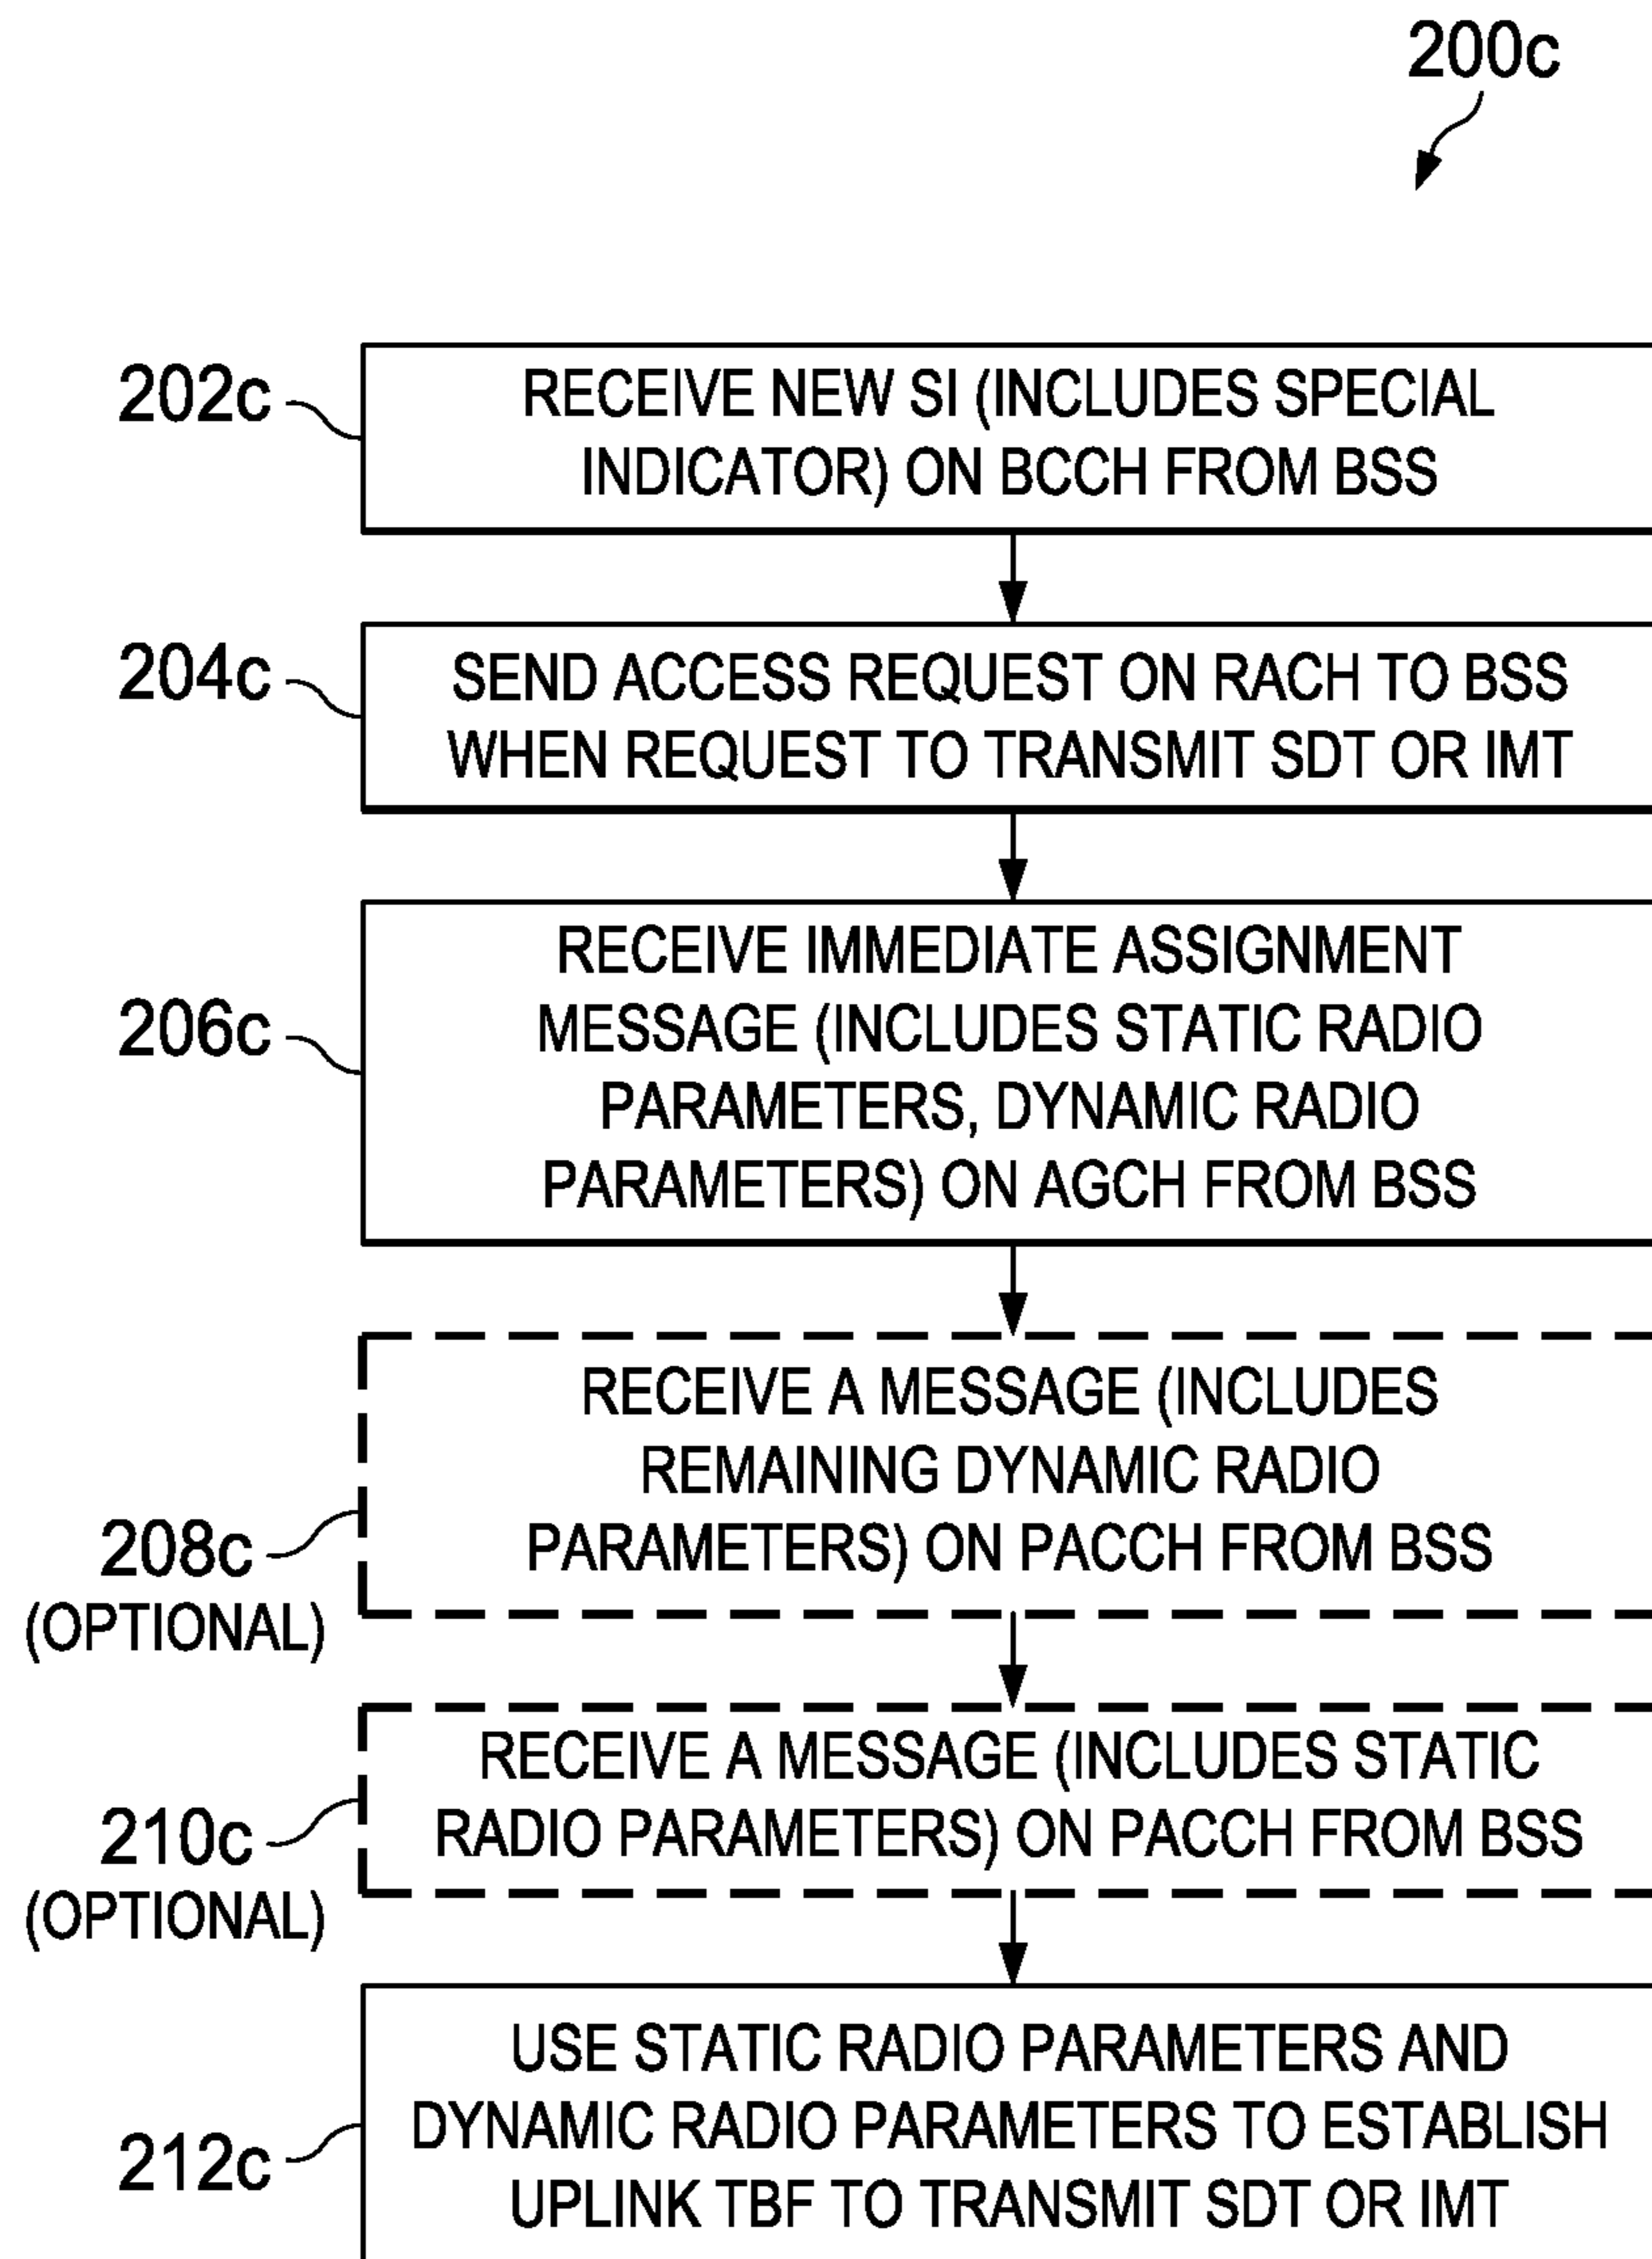 200c
202c
RECEIVE NEW SI (INCLUDES SPECIAL
INDICATOR) ON BCCH FROM BSS
204c
SEND ACCESS REQUEST ON RACH TO BSS
WHEN REQUEST TO TRANSMIT SDT OR IMT
206c
RECEIVE IMMEDIATE ASSIGNMENT
MESSAGE (INCLUDES STATIC RADIO
PARAMETERS, DYNAMIC RADIO
PARAMETERS) ON AGCH FROM BSS
208c
(OPTIONAL)
RECEIVE A MESSAGE (INCLUDES
REMAINING DYNAMIC RADIO
PARAMETERS) ON PACCH FROM BSS
210c
(OPTIONAL)
RECEIVE A MESSAGE (INCLUDES STATIC
RADIO PARAMETERS) ON PACCH FROM BSS
212c
USE STATIC RADIO PARAMETERS AND
DYNAMIC RADIO PARAMETERS TO ESTABLISH
UPLINK TBF TO TRANSMIT SDT OR IMT